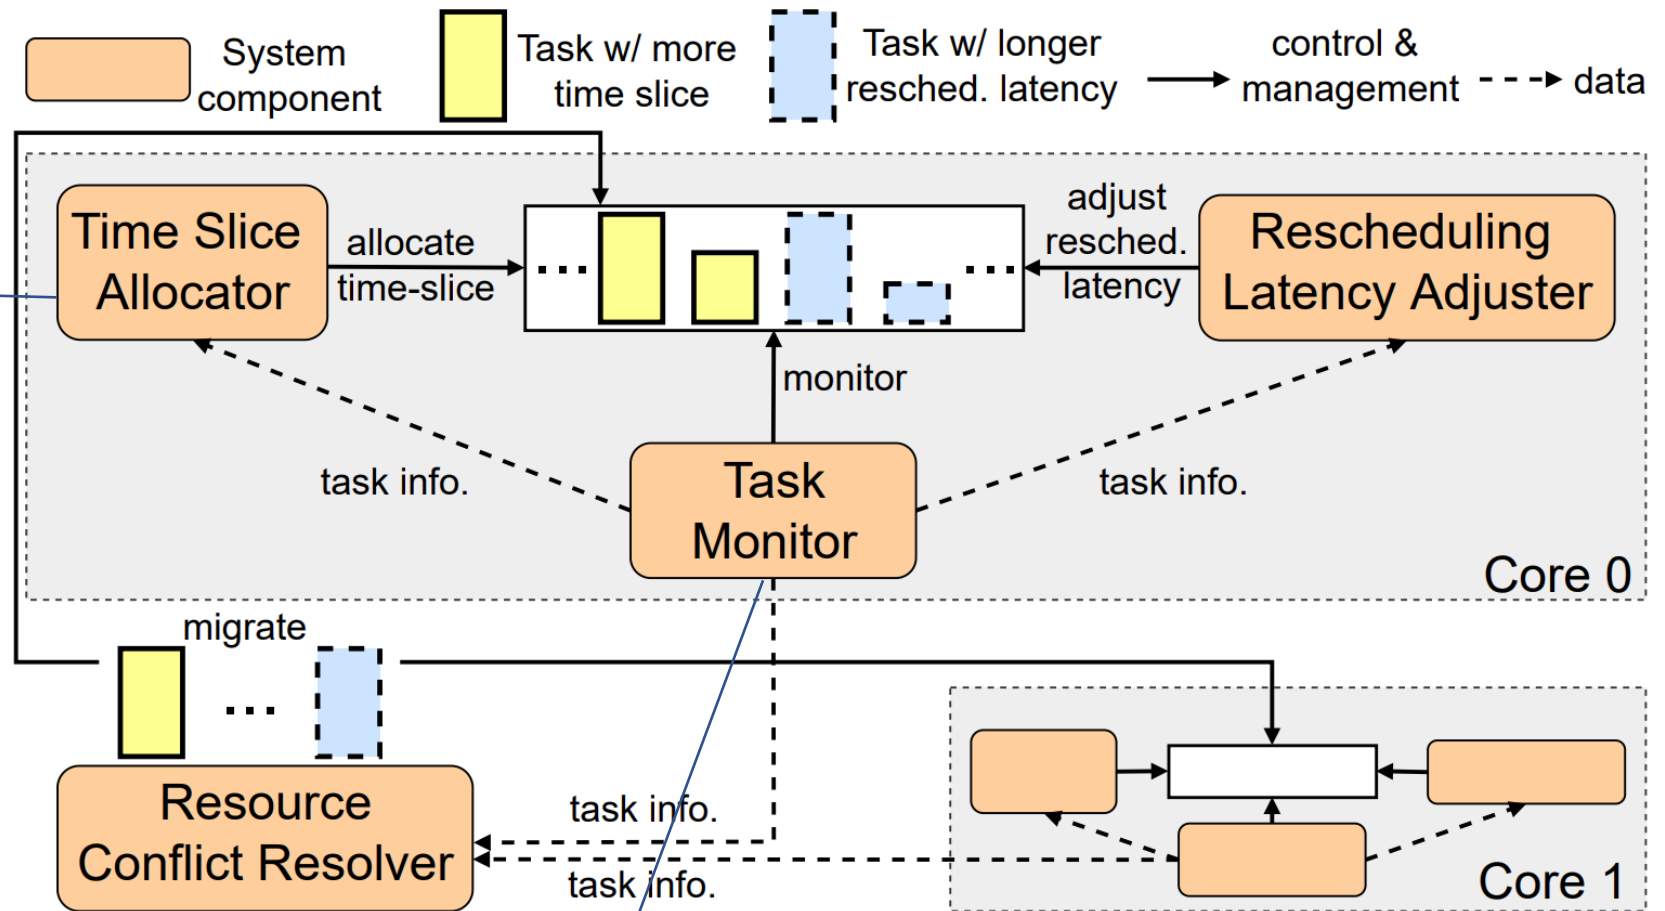 System
component
Task w/ more
time slice
Task w/ longer
resched. latency
control &
management
data
Time Slice
Allocator
allocate
time-slice
...
...
adjust
resched.
latency
Rescheduling
Latency Adjuster
monitor
task info.
Task
Monitor
task info.
Core 0
migrate
...
Resource
Conflict Resolver
task info.
task info.
Core 1